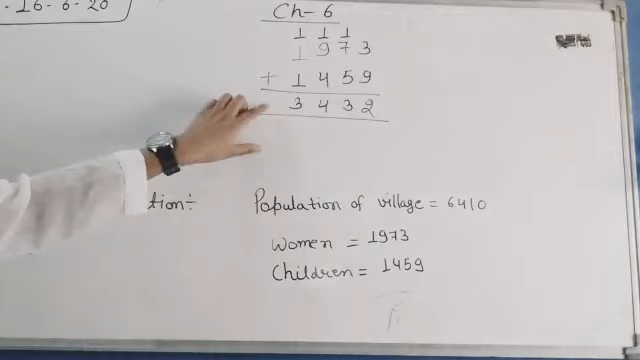 - 16-6-20
Ch- 6
1 1 1
1 9 7 3
+ 1 4 5 9
3 4 3 2
tion:-
Population of village = 6410
Women = 1973
Children = 1459